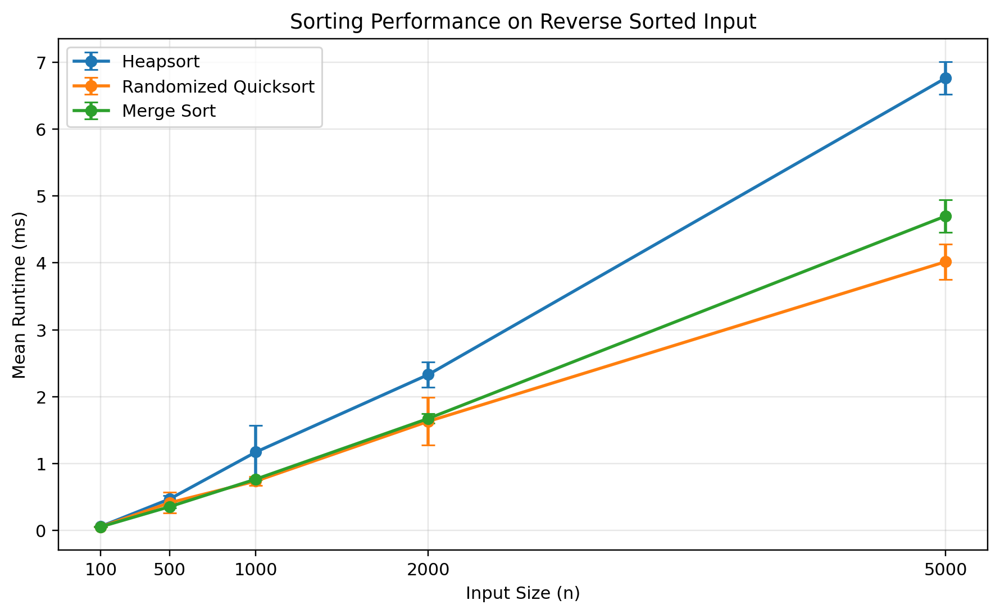 Sorting Performance on Reverse Sorted Input
Heapsort
Randomized Quicksort
Merge Sort
7
6
5
4
3
2
1
0
Mean Runtime (ms)
100 500 1000 2000 5000
Input Size (n)